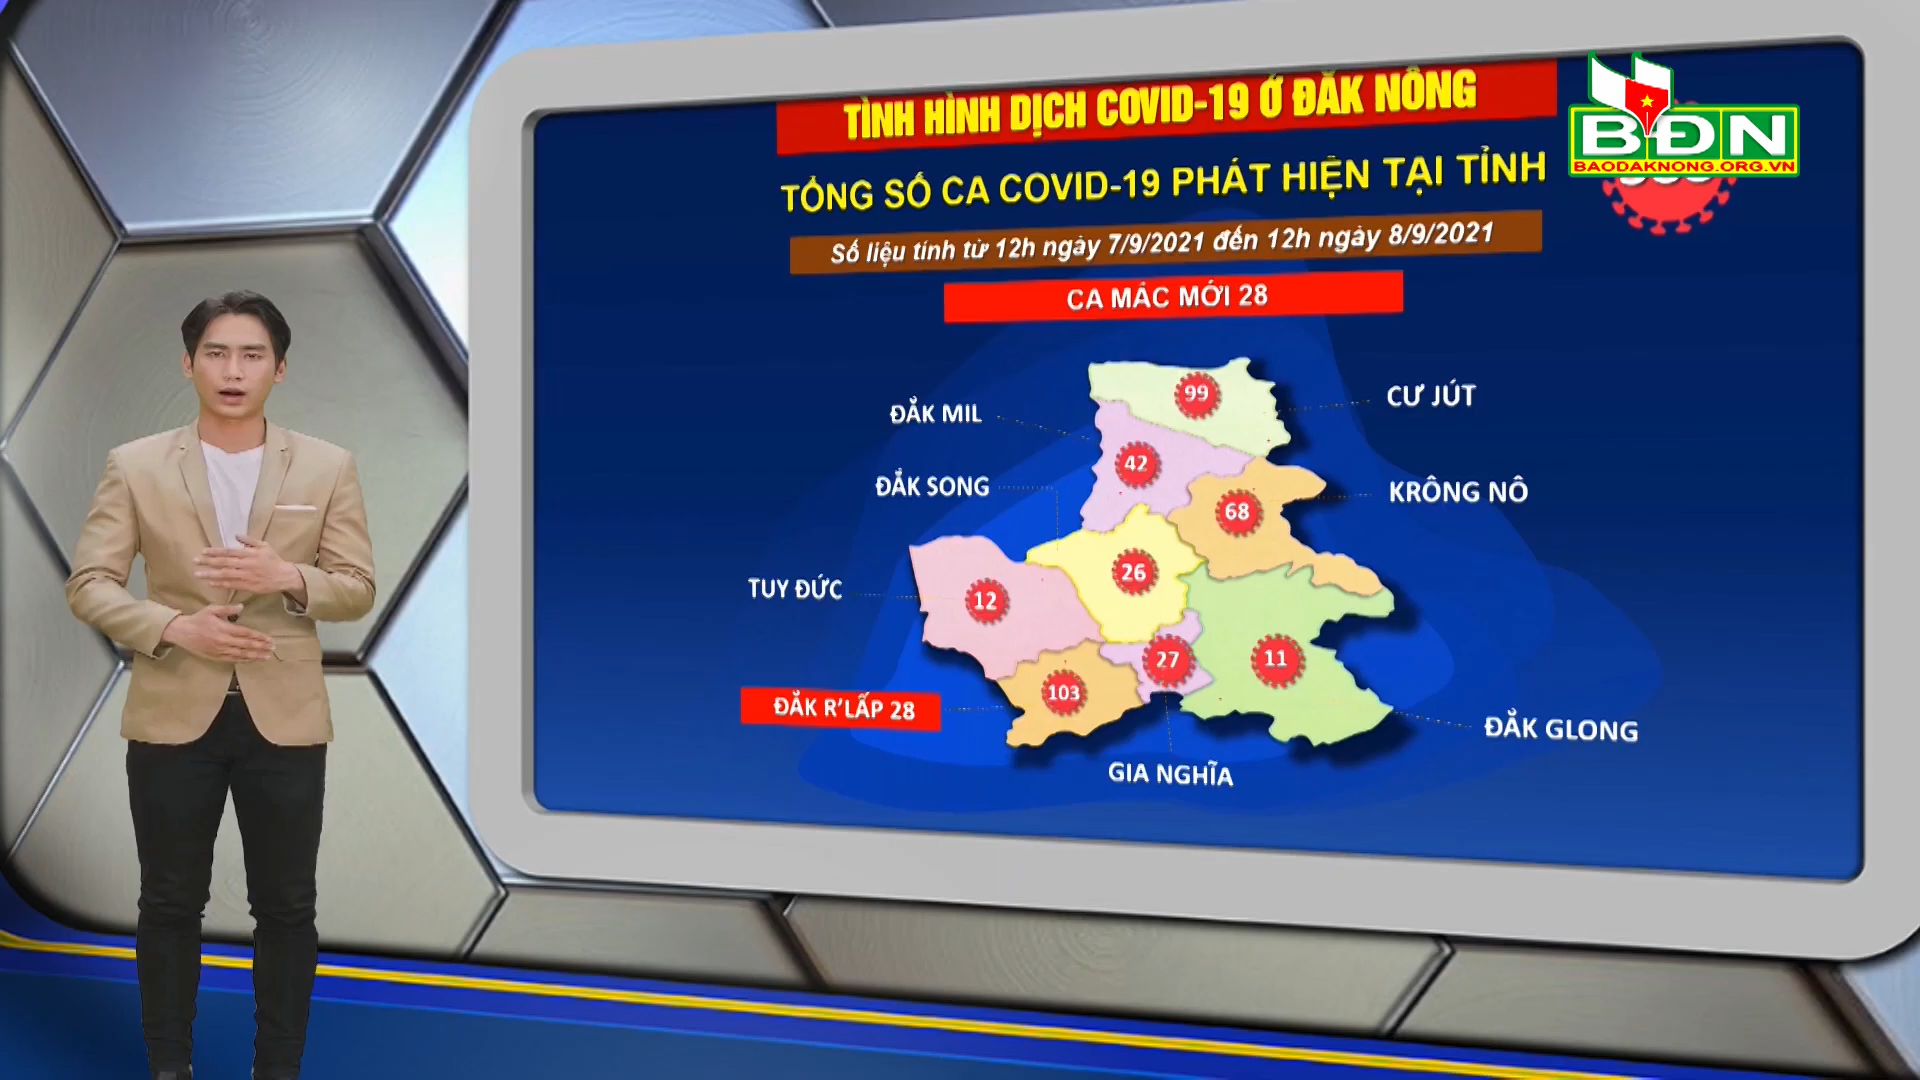 TÌNH HÌNH DỊCH COVID-19 Ở ĐĂK NÔNG
BĐN
BAODAKNONG.ORG.VN
TỔNG SỐ CA COVID-19 PHÁT HIỆN TẠI TỈNH
Số liệu tính từ 12h ngày 7/9/2021 đến 12h ngày 8/9/2021
CA MẮC MỚI 28
99
CƯ JÚT
ĐẮK MIL
42
ĐẮK SONG
KRÔNG NÔ
68
26
TUY ĐỨC
12
27
11
103
ĐẮK R'LẤP 28
ĐẮK GLONG
GIA NGHĨA